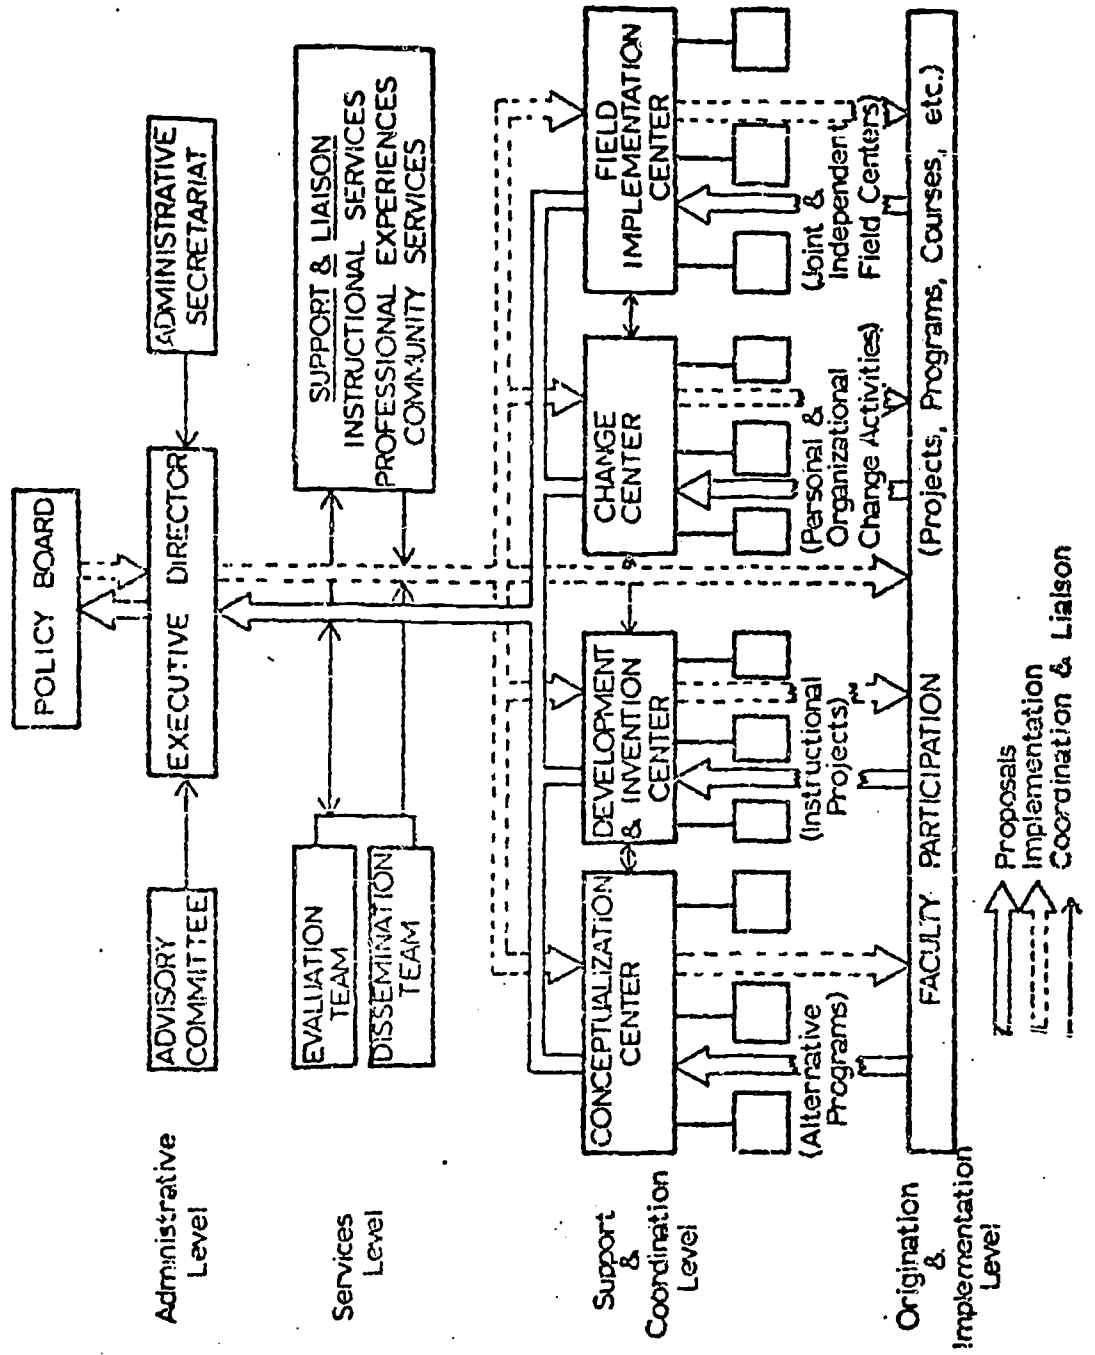 POLICY BOARD
Administrative
Level
ADVISORY
COMMITTEE
EXECUTIVE DIRECTOR
ADMINISTRATIVE
SECRETARIAT
Services
Level
EVALUATION
TEAM
DISSEMINATION
TEAM
SUPPORT & LIAISON
INSTRUCTIONAL SERVICES
PROFESSIONAL EXPERIENCES
COMMUNITY SERVICES
Support
&
Coordination
Level
CONCEPTUALIZATION
CENTER
DEVELOPMENT
& INVENTION
CENTER
CHANGE
CENTER
FIELD
IMPLEMENTATION
CENTER
(Alternative
Programs)
(Instructional
Projects)
(Personal &
Organizational
Change Activities)
(Joint &
Independent
Field Centers)
Origination
&
Implementation
Level
FACULTY PARTICIPATION (Projects, Programs, Courses, etc.)
Proposals
Implementation
Coordination & Liaison